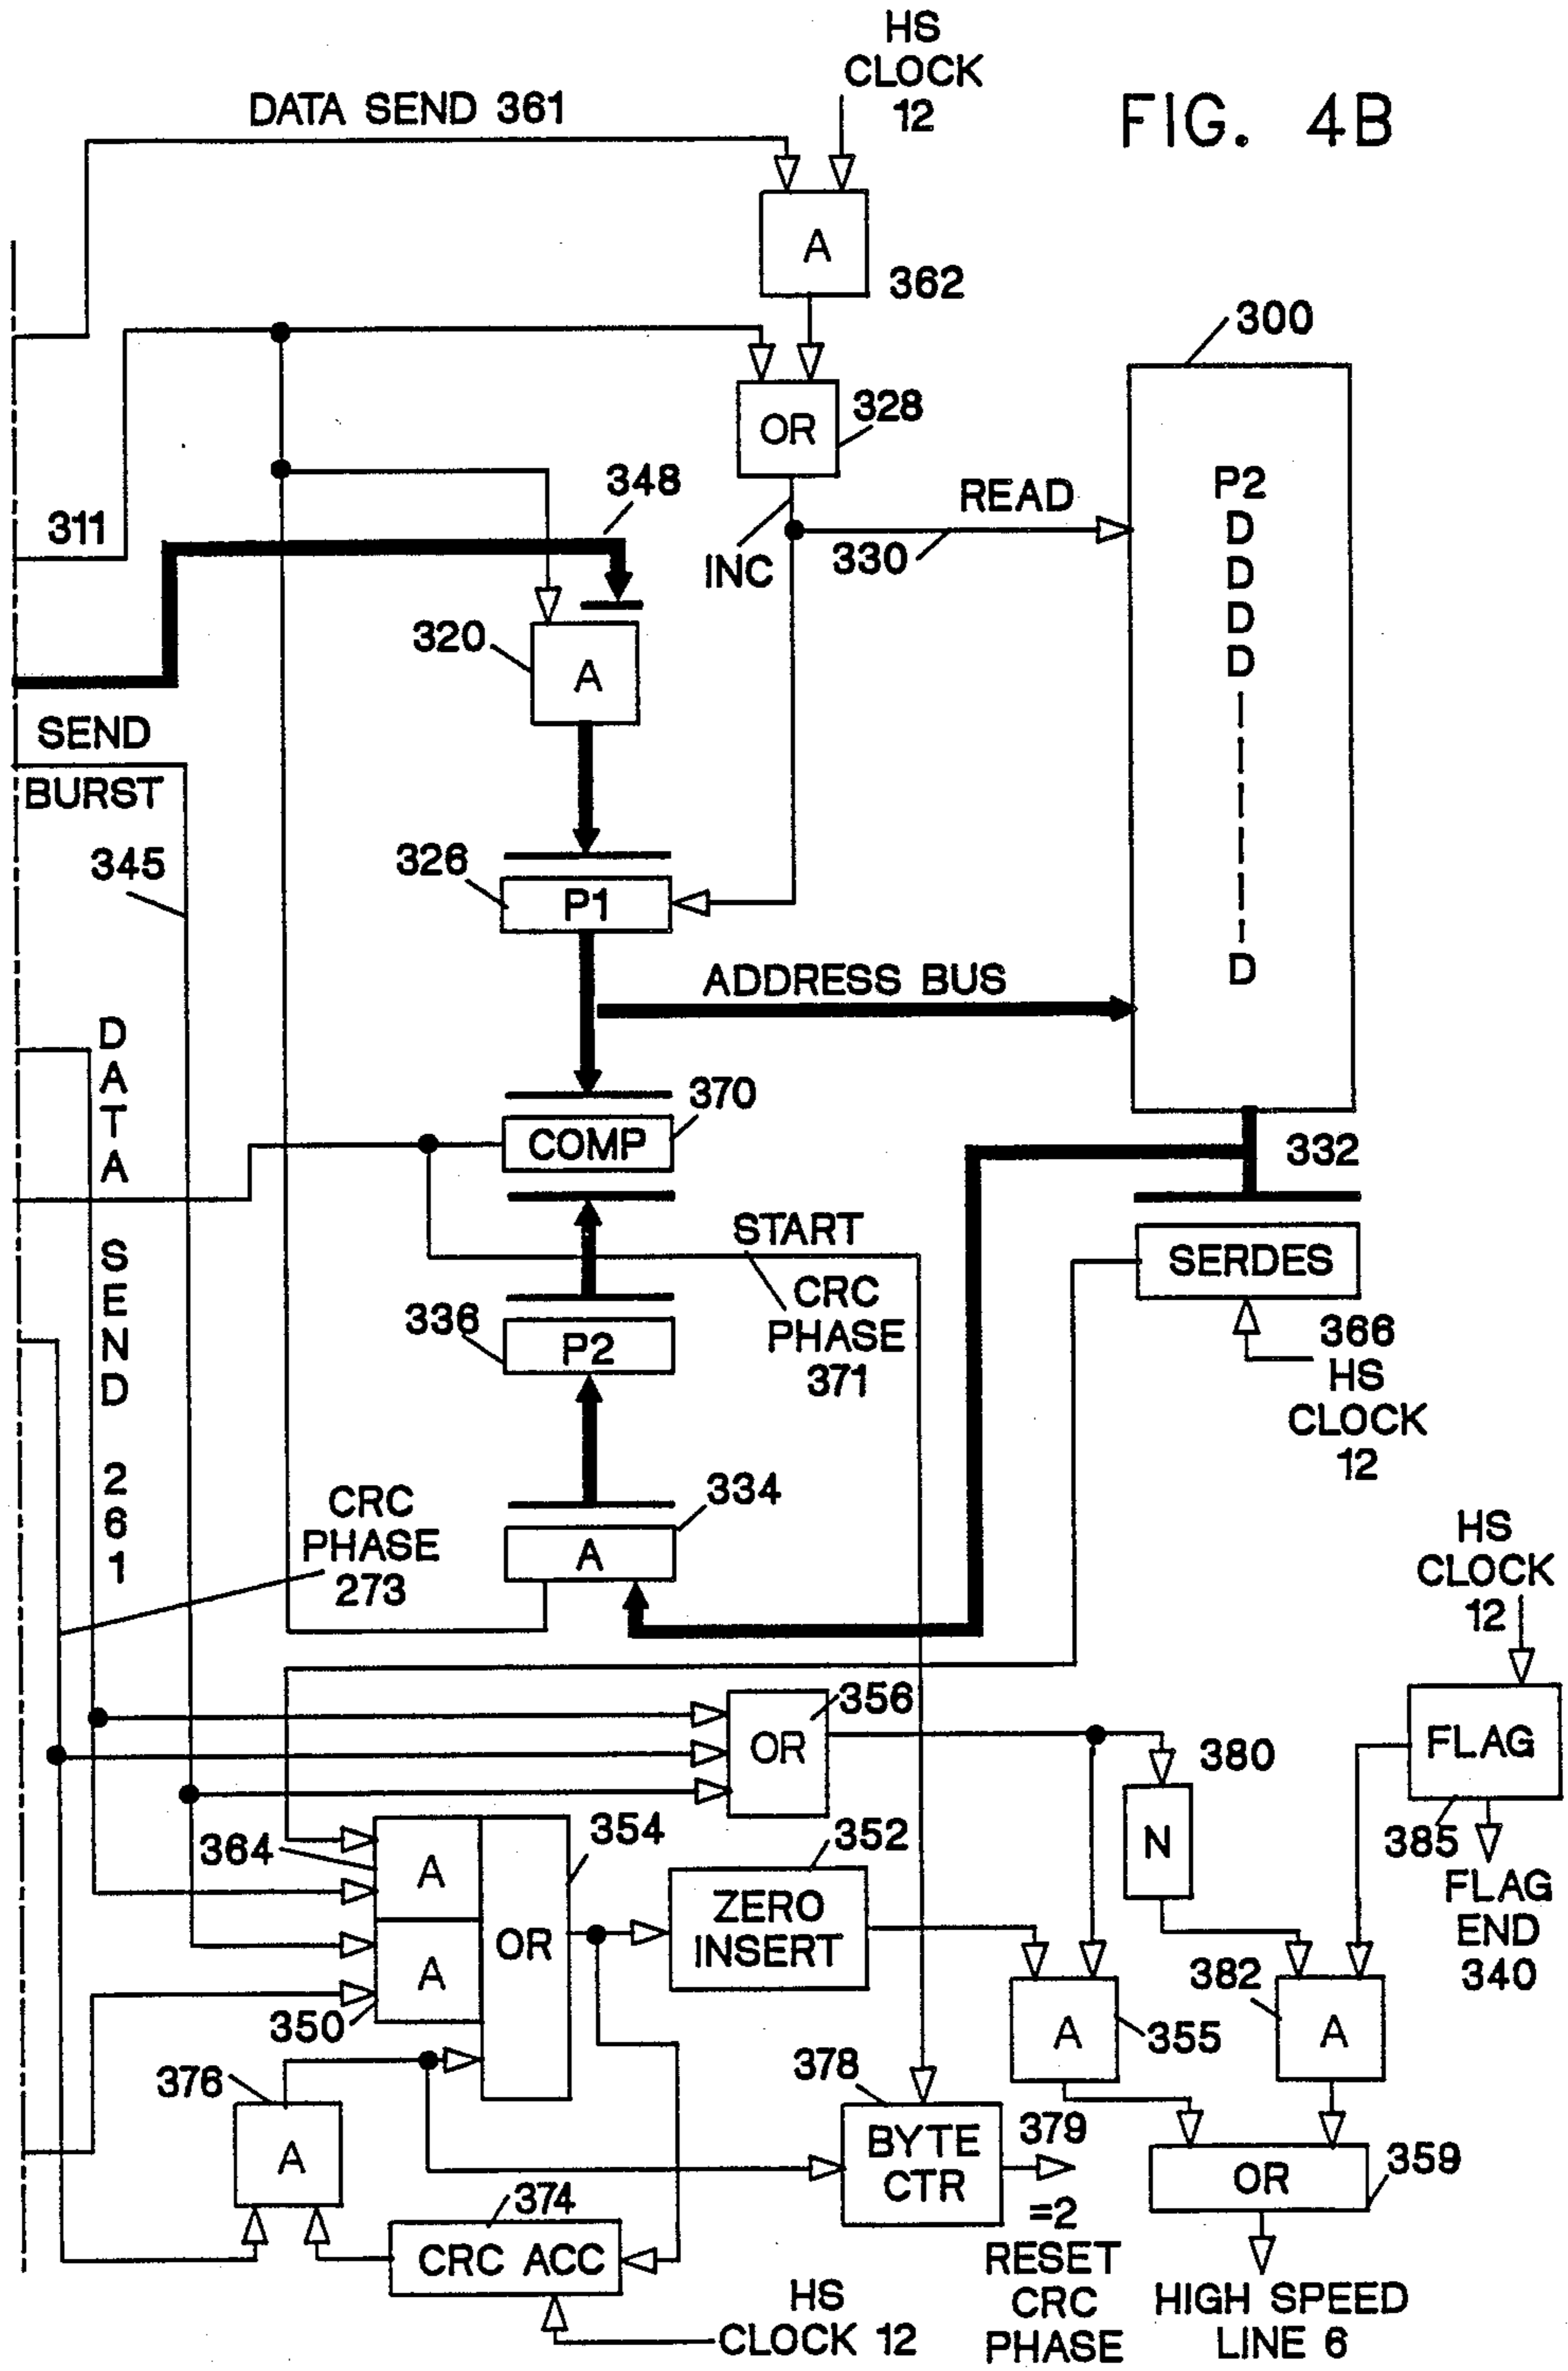 HS
CLOCK
12
DATA SEND 361
FIG. 4B
A
362
300
OR
328
P2
D
D
D
D
D
348
READ
311
INC
330
320
A
SEND
BURST
345
326
P1
ADDRESS BUS
DATA SEND 261
370
COMP
332
START
CRC
PHASE
371
SERDES
336
P2
366
HS
CLOCK
12
334
CRC
PHASE
273
A
HS
CLOCK
12
356
OR
380
FLAG
385
FLAG
END
340
N
364
A
354
352
ZERO
INSERT
OR
A
350
382
A
355
A
376
378
A
BYTE
CTR
379
=2
RESET
CRC
PHASE
OR
359
374
CRC ACC
HS
CLOCK 12
HIGH SPEED
LINE 6